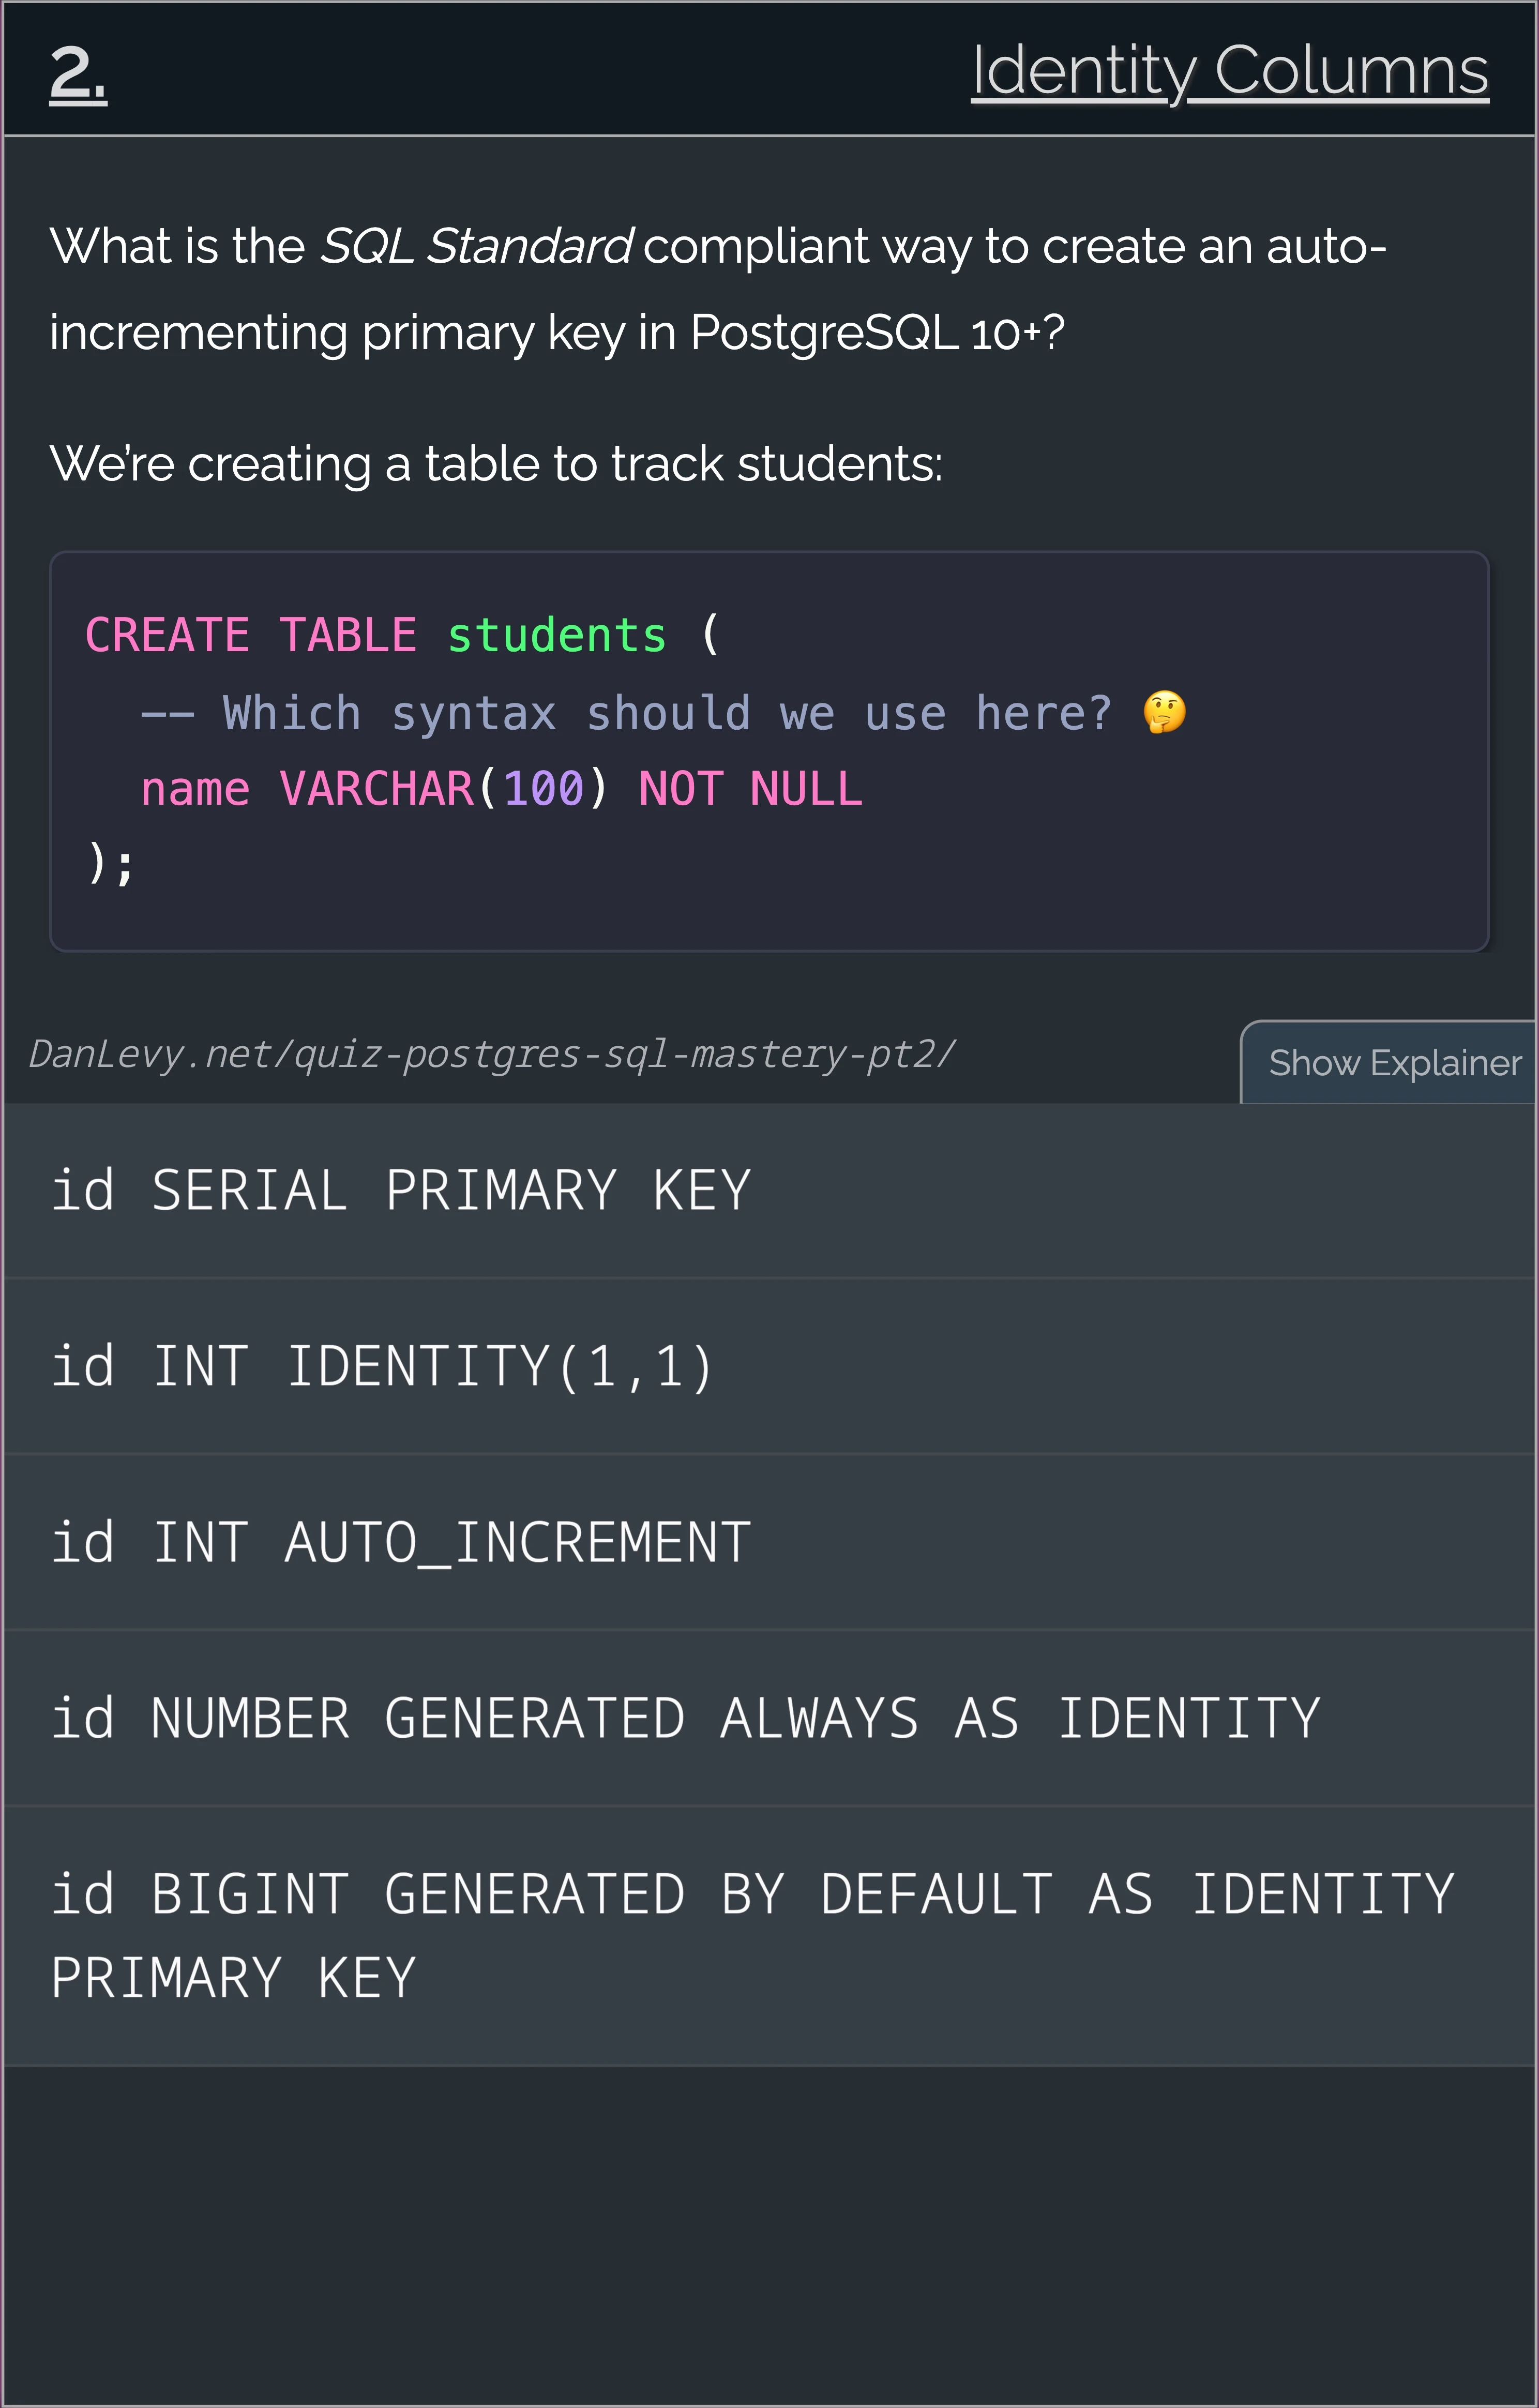 2.
Identity Columns
What is the SQL Standard compliant way to create an auto-
incrementing primary key in PostgreSQL 10+?
We’re creating a table to track students:
CREATE TABLE students (
  -- Which syntax should we use here? 🤔
  name VARCHAR(100) NOT NULL
);
DanLevy.net/quiz-postgres-sql-mastery-pt2/
Show Explainer
id SERIAL PRIMARY KEY
id INT IDENTITY(1,1)
id INT AUTO_INCREMENT
id NUMBER GENERATED ALWAYS AS IDENTITY
id BIGINT GENERATED BY DEFAULT AS IDENTITY
PRIMARY KEY